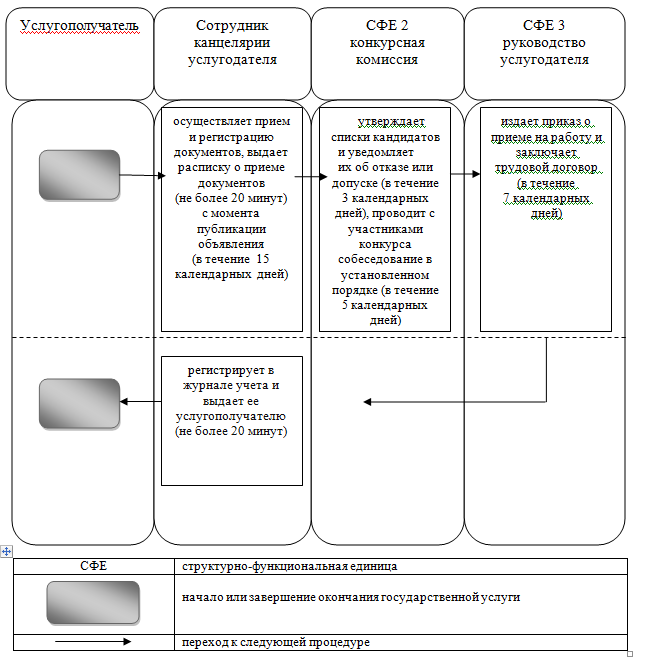 Услугополучатель
Сотрудник
канцелярии
услугодателя
СФЕ 2
конкурсная
комиссия
СФЕ 3
руководство
услугодателя
осуществляет прием
и регистрацию
документов, выдает
расписку о приеме
документов
(не более 20 минут)
с момента
публикации
объявления
(в течение 15
календарных дней)
утверждает
списки кандидатов
и уведомляет
их об отказе или
допуске (в течение
3 календарных
дней), проводит с
участниками
конкурса
собеседование в
установленном
порядке (в течение
5 календарных
дней)
издает приказ о
приеме на работу и
заключает
трудовой договор
(в течение
7 календарных
дней)
регистрирует в
журнале учета и
выдает ее
услугополучателю
(не более 20 минут)
СФЕ
структурно-функциональная единица
начало или завершение окончания государственной услуги
переход к следующей процедуре